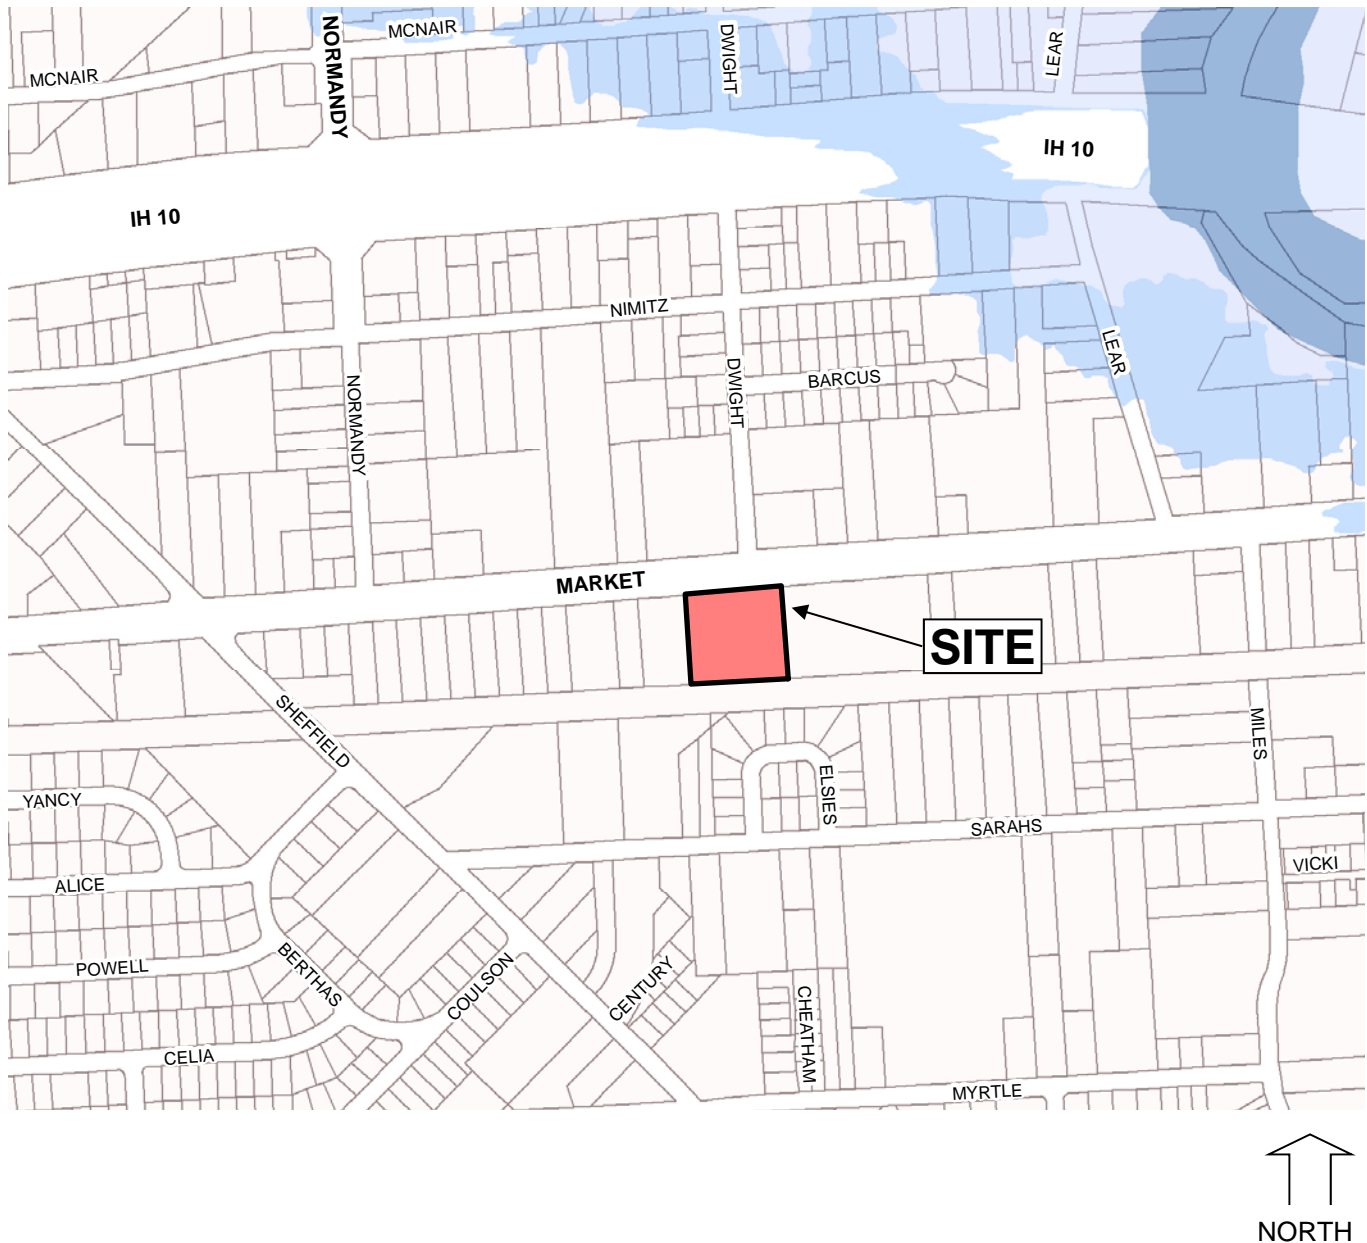 NORMANDY
MCNAIR
DWIGHT
LEAR
MCNAIR
IH 10
IH 10
NIMITZ
LEAR
DWIGHT
BARCUS
NORMANDY
MARKET
SITE
SHEFFIELD
MILES
ELSIES
YANCY
SARAHS
VICKI
ALICE
POWELL
BERTHAS
COULSON
CENTURY
CHEATHAM
CELIA
MYRTLE
NORTH